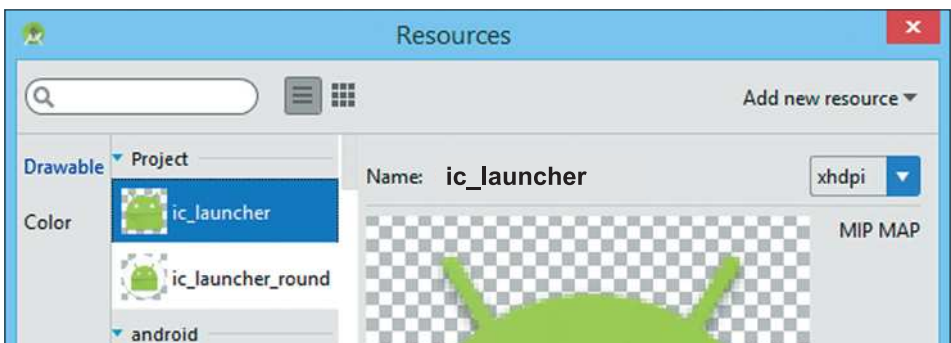 Resources
Add new resource
Drawable
Color
Project
ic_launcher
ic_launcher_round
android
Name: ic_launcher
xhdpi
MIP MAP